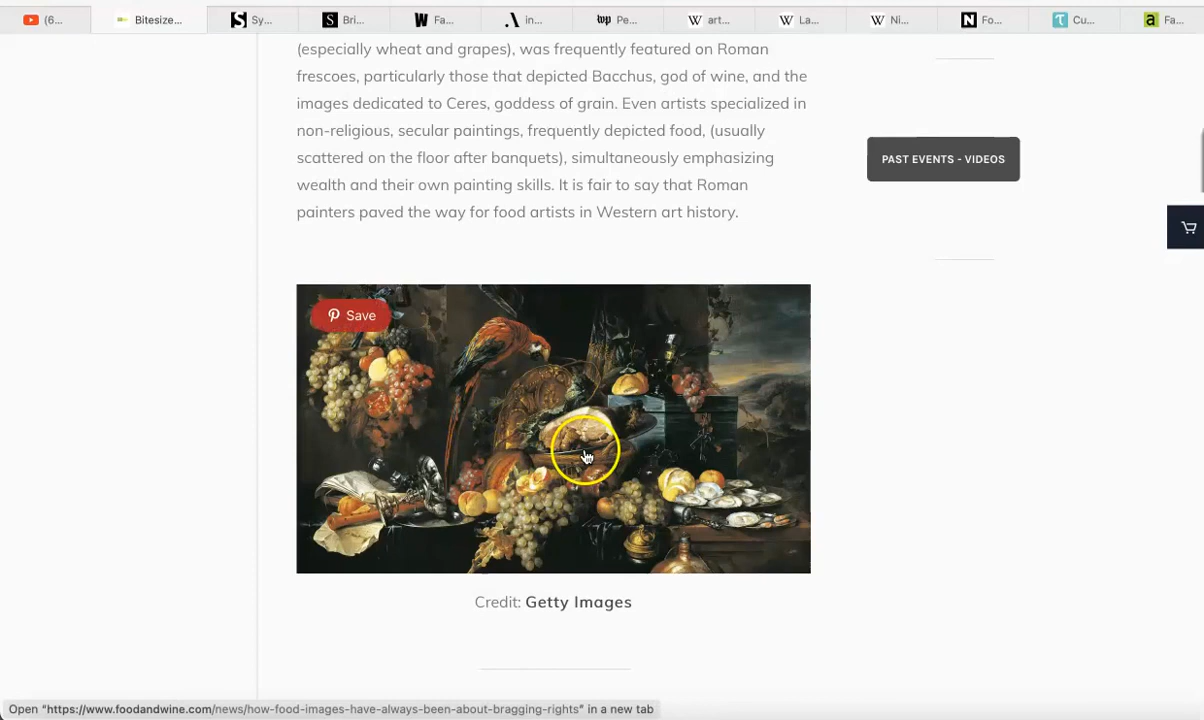 (6...
Bitesize...
Sy...
Bri...
Fa...
in...
Pe...
art...
La...
Ni...
Fo...
Cu...
Fa...
(especially wheat and grapes), was frequently featured on Roman
frescoes, particularly those that depicted Bacchus, god of wine, and the
images dedicated to Ceres, goddess of grain. Even artists specialized in
non-religious, secular paintings, frequently depicted food, (usually
scattered on the floor after banquets), simultaneously emphasizing
wealth and their own painting skills. It is fair to say that Roman
painters paved the way for food artists in Western art history.
PAST EVENTS - VIDEOS
Save
Credit: Getty Images
Open "https://www.foodandwine.com/news/how-food-images-have-always-been-about-bragging-rights" in a new tab